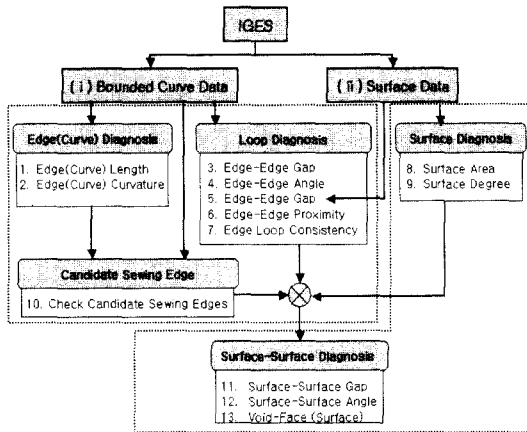 IGES
( i ) Bounded Curve Data
( ii ) Surface Data
Edge(Curve) Diagnosis
1. Edge(Curve) Length
2. Edge(Curve) Curvature
Loop Diagnosis
3. Edge-Edge Gap
4. Edge-Edge Angle
5. Edge-Edge Gap
6. Edge-Edge Proximity
7. Edge Loop Consistency
Surface Diagnosis
8. Surface Area
9. Surface Degree
Candidate Sewing Edge
10. Check Candidate Sewing Edges
Surface-Surface Diagnosis
11. Surface-Surface Gap
12. Surface-Surface Angle
13. Void-Face (Surface)